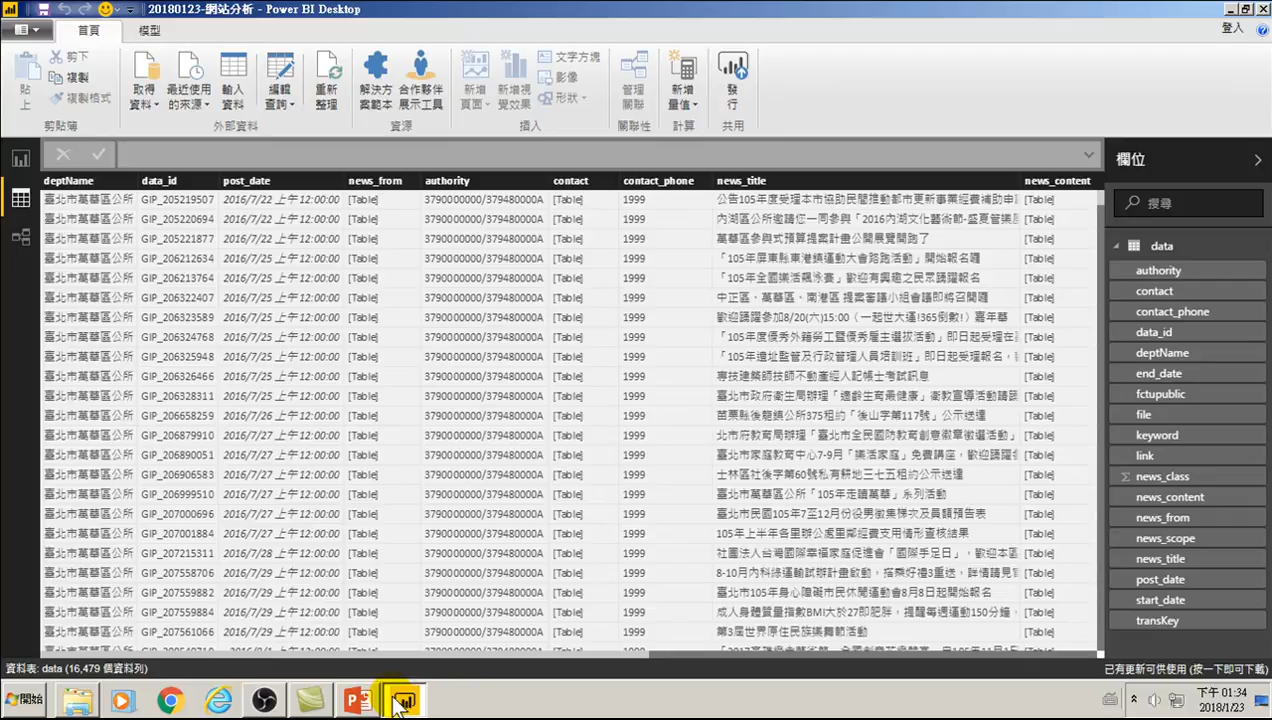 20180123-網站分析 - Power BI Desktop
首頁 模型 登入
貼上 剪下 複製 複製格式 取得資料 最近使用的來源 輸入資料 編輯查詢 重新整理 解決方案範本 合作夥伴展示工具 新增頁面 新增視覺效果 文字方塊 影像 形狀 管理關聯 新增量值 發行
剪貼簿 外部資料 資源 插入 關聯性 計算 共用
deptName data_id post_date news_from authority contact contact_phone news_title news_content
臺北市萬華區公所 GIP_205219507 2016/7/22 上午 12:00:00 [Table] 3790000000/379480000A [Table] 1999 公告105年度受理本市協助民間推動都市更新事業經費補助申 [Table]
臺北市萬華區公所 GIP_205220694 2016/7/22 上午 12:00:00 [Table] 3790000000/379480000A [Table] 1999 內湖區公所邀請您一同參與「2016內湖文化藝術節-盛夏管樂 [Table]
臺北市萬華區公所 GIP_205221877 2016/7/22 上午 12:00:00 [Table] 3790000000/379480000A [Table] 1999 萬華區參與式預算提案計畫公開展覽開跑了 [Table]
臺北市萬華區公所 GIP_206212634 2016/7/25 上午 12:00:00 [Table] 3790000000/379480000A [Table] 1999 「105年屏東縣東港鎮運動大會路跑活動」開始報名囉 [Table]
臺北市萬華區公所 GIP_206213764 2016/7/25 上午 12:00:00 [Table] 3790000000/379480000A [Table] 1999 「105年全國樂活飆泳賽」歡迎有興趣之民眾踴躍報名 [Table]
臺北市萬華區公所 GIP_206322407 2016/7/25 上午 12:00:00 [Table] 3790000000/379480000A [Table] 1999 中正區、萬華區、南港區 提案審議小組會議即將召開囉 [Table]
臺北市萬華區公所 GIP_206323589 2016/7/25 上午 12:00:00 [Table] 3790000000/379480000A [Table] 1999 歡迎踴躍參加8/20(六)15:00（一起世大運!365倒數!）嘉年華 [Table]
臺北市萬華區公所 GIP_206324768 2016/7/25 上午 12:00:00 [Table] 3790000000/379480000A [Table] 1999 「105年度優秀外籍勞工暨優秀雇主選拔活動」即日起受理在 [Table]
臺北市萬華區公所 GIP_206325948 2016/7/25 上午 12:00:00 [Table] 3790000000/379480000A [Table] 1999 「105年遺址監管及行政管理人員培訓班」即日起受理報名， [Table]
臺北市萬華區公所 GIP_206326466 2016/7/25 上午 12:00:00 [Table] 3790000000/379480000A [Table] 1999 專技建築師技師不動產經人記帳士考試訊息 [Table]
臺北市萬華區公所 GIP_206328311 2016/7/25 上午 12:00:00 [Table] 3790000000/379480000A [Table] 1999 臺北市政府衛生局辦理「適齡生育最健康」衛教宣導活動請踴 [Table]
臺北市萬華區公所 GIP_206658259 2016/7/26 上午 12:00:00 [Table] 3790000000/379480000A [Table] 1999 苗栗縣後龍鎮公所375租約「後山字第117號」公示送達 [Table]
臺北市萬華區公所 GIP_206879910 2016/7/27 上午 12:00:00 [Table] 3790000000/379480000A [Table] 1999 北市府教育局辦理「臺北市全民國防教育創意徽章徵選活動」 [Table]
臺北市萬華區公所 GIP_206890051 2016/7/27 上午 12:00:00 [Table] 3790000000/379480000A [Table] 1999 臺北市家庭教育中心7-9月「樂活家庭」免費講座，歡迎踴躍 [Table]
臺北市萬華區公所 GIP_206906583 2016/7/27 上午 12:00:00 [Table] 3790000000/379480000A [Table] 1999 士林區社後字第60號私有耕地三七五租約公示送達 [Table]
臺北市萬華區公所 GIP_206999510 2016/7/27 上午 12:00:00 [Table] 3790000000/379480000A [Table] 1999 臺北市萬華區公所「105年走讀萬華」系列活動 [Table]
臺北市萬華區公所 GIP_207000696 2016/7/27 上午 12:00:00 [Table] 3790000000/379480000A [Table] 1999 臺北市民國105年7至12月份役男徵集梯次及員額預告表 [Table]
臺北市萬華區公所 GIP_207001884 2016/7/27 上午 12:00:00 [Table] 3790000000/379480000A [Table] 1999 105年上半年各里辦公處里鄰經費支用情形查核結果 [Table]
臺北市萬華區公所 GIP_207215311 2016/7/28 上午 12:00:00 [Table] 3790000000/379480000A [Table] 1999 社團法人台灣國際幸福家庭促進會「國際手足日」，歡迎本區 [Table]
臺北市萬華區公所 GIP_207558706 2016/7/29 上午 12:00:00 [Table] 3790000000/379480000A [Table] 1999 8-10月內科綠運輸試辦計畫啟動，搭乘好禮3重送，詳情請見 [Table]
臺北市萬華區公所 GIP_207559882 2016/7/29 上午 12:00:00 [Table] 3790000000/379480000A [Table] 1999 臺北市105年身心障礙市民休閒運動會8月8日起開始報名 [Table]
臺北市萬華區公所 GIP_207559884 2016/7/29 上午 12:00:00 [Table] 3790000000/379480000A [Table] 1999 成人身體質量指數BMI大於27即肥胖，提醒每週運動150分鐘， [Table]
臺北市萬華區公所 GIP_207561066 2016/7/29 上午 12:00:00 [Table] 3790000000/379480000A [Table] 1999 第3屆世界原住民族樂舞節活動 [Table]
欄位
搜尋
data
authority
contact
contact_phone
data_id
deptName
end_date
fctupublic
file
keyword
link
Σ news_class
news_content
news_from
news_scope
news_title
post_date
start_date
transKey
資料表: data (16,479 個資料列) 已有更新可供使用 (按一下即可下載)
開始 下午 01:34
2018/1/23